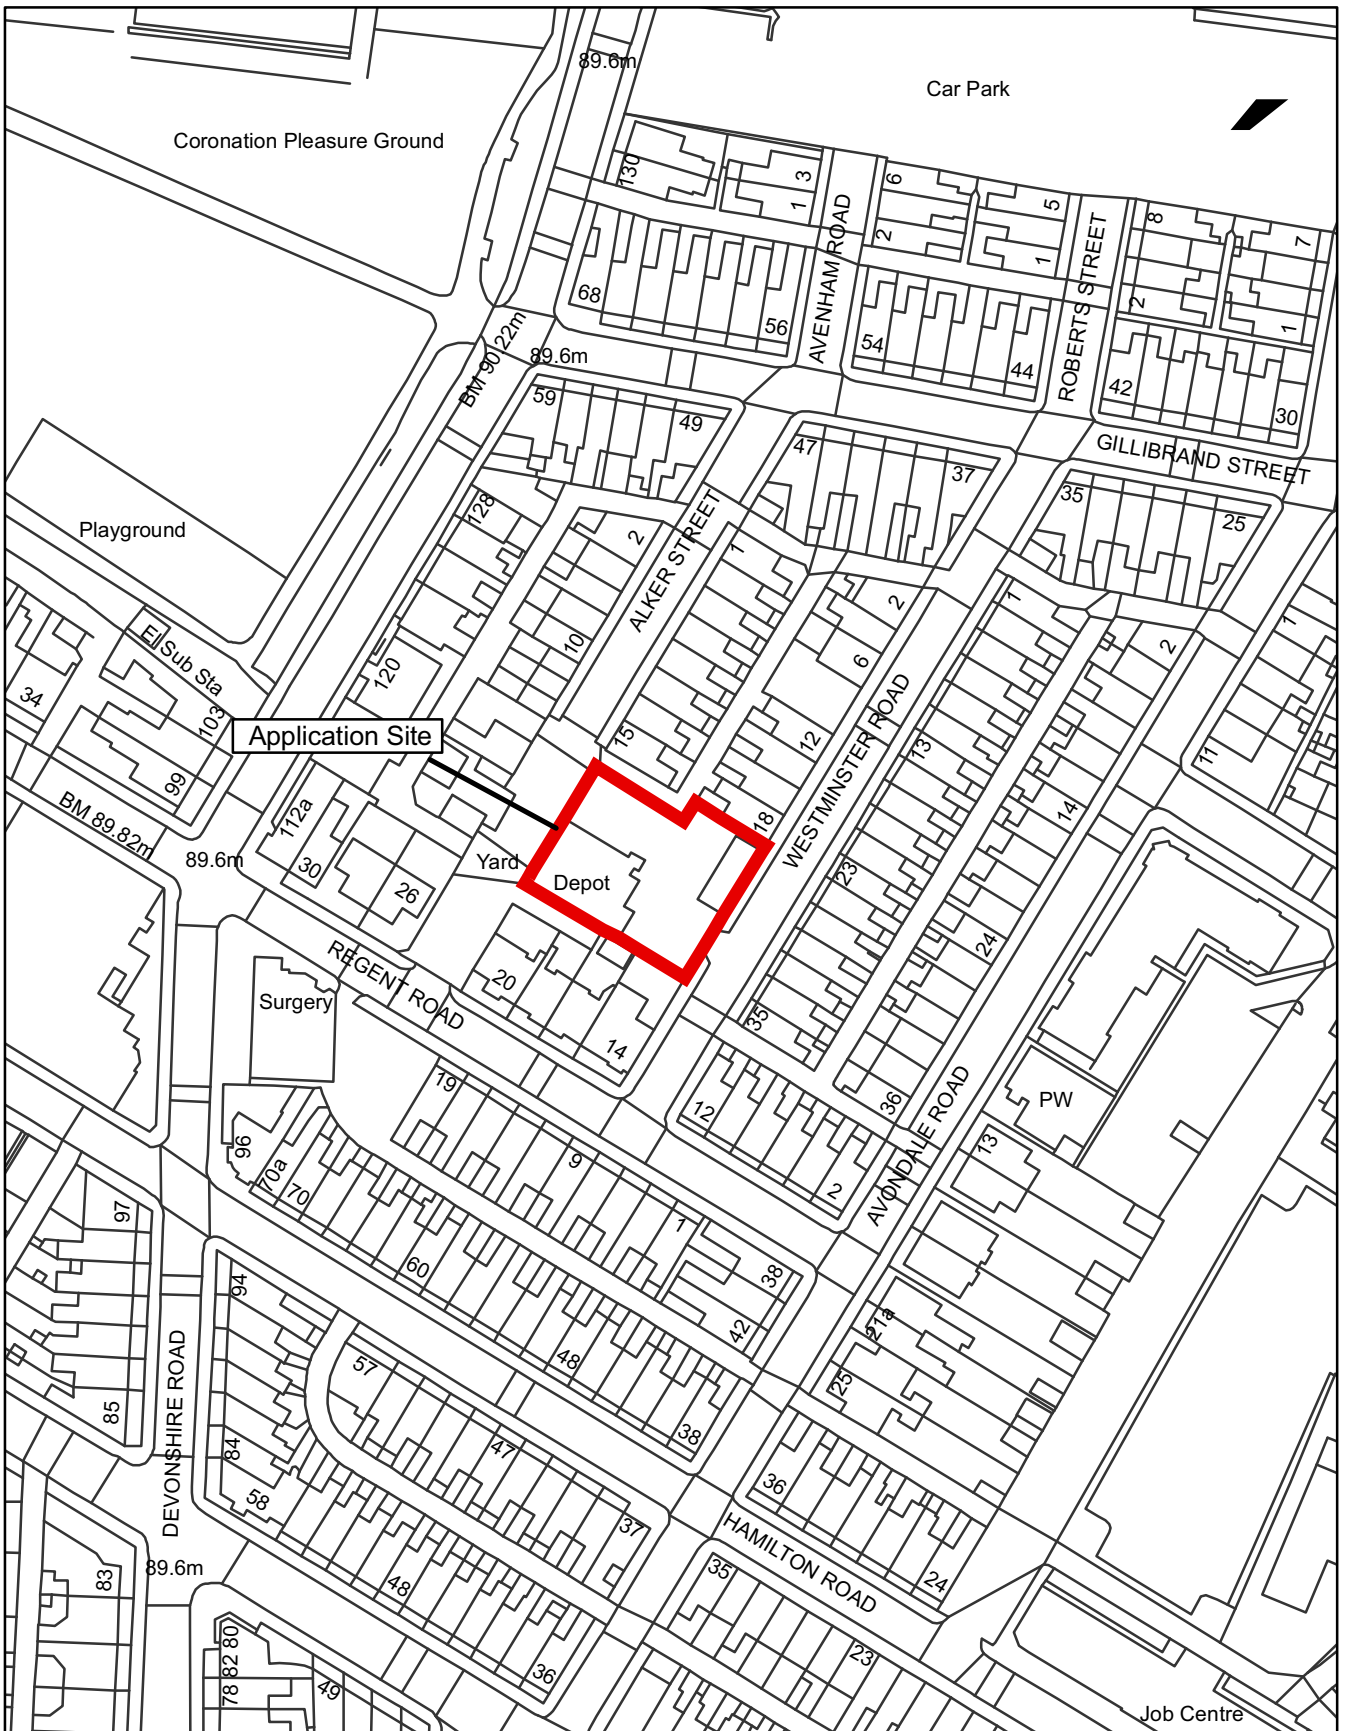 89.6m
Car Park
Coronation Pleasure Ground
130
3
1
6
2
5
1
8
2
7
1
AVENHAM ROAD
ROBERTS STREET
68
56
54
44
42
30
BM 90 22m
89.6m
59
49
47
37
GILLIBRAND STREET
35
25
128
2
1
ALKER STREET
Playground
10
2
6
1
2
1
El Sub Sta
34
103
120
99
Application Site
15
12
WESTMINSTER ROAD
13
14
11
BM 89.82m
89.6m
112a
30
26
Yard
Depot
18
23
24
REGENT ROAD
Surgery
20
14
35
36
12
2
AVONDALE ROAD
PW
13
19
9
1
96
70a
70
60
48
38
42
38
97
85
DEVONSHIRE ROAD
94
84
58
57
47
37
21a
25
36
24
HAMILTON ROAD
83
89.6m
48
36
35
23
78 82 80
49
Job Centre